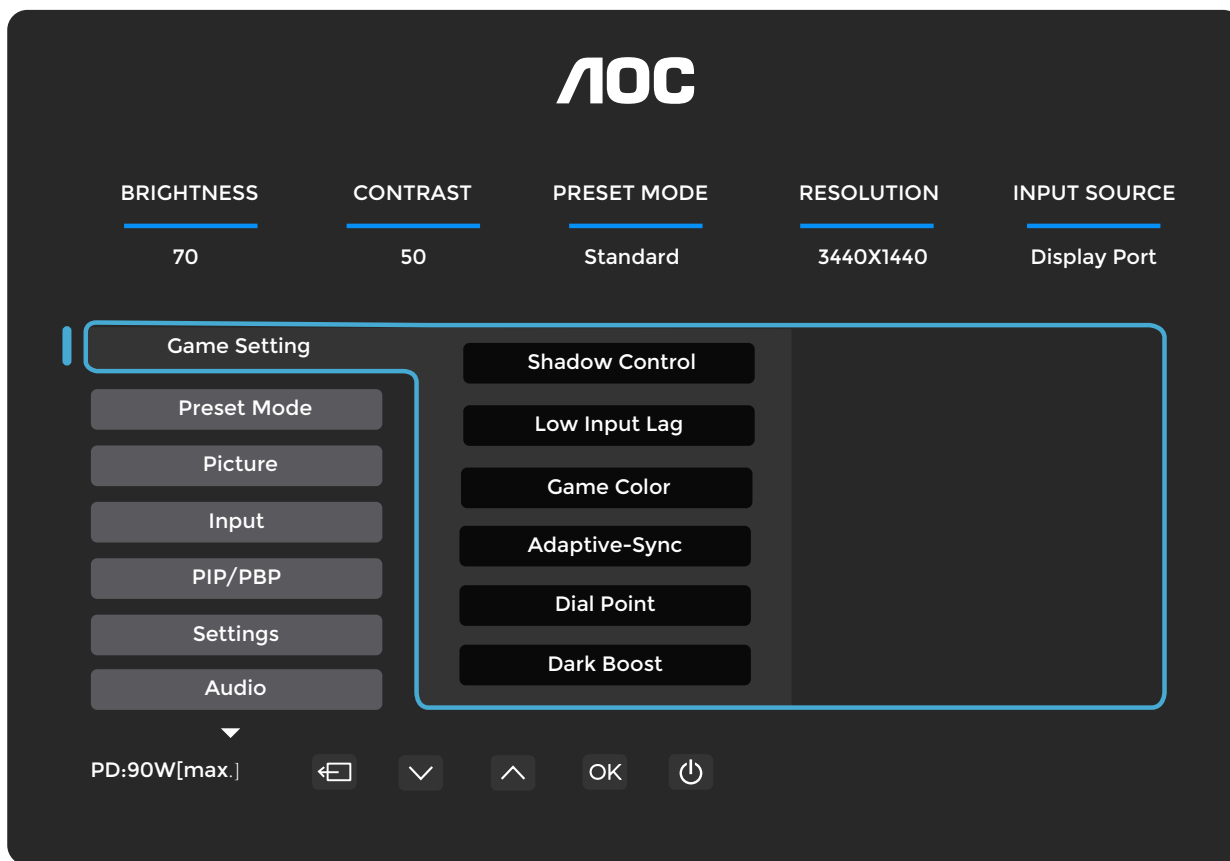 AOC
BRIGHTNESS CONTRAST PRESET MODE RESOLUTION INPUT SOURCE
70 50 Standard 3440X1440 Display Port
Game Setting
Preset Mode
Picture
Input
PIP/PBP
Settings
Audio
Shadow Control
Low Input Lag
Game Color
Adaptive-Sync
Dial Point
Dark Boost
PD:90W[max.]
OK